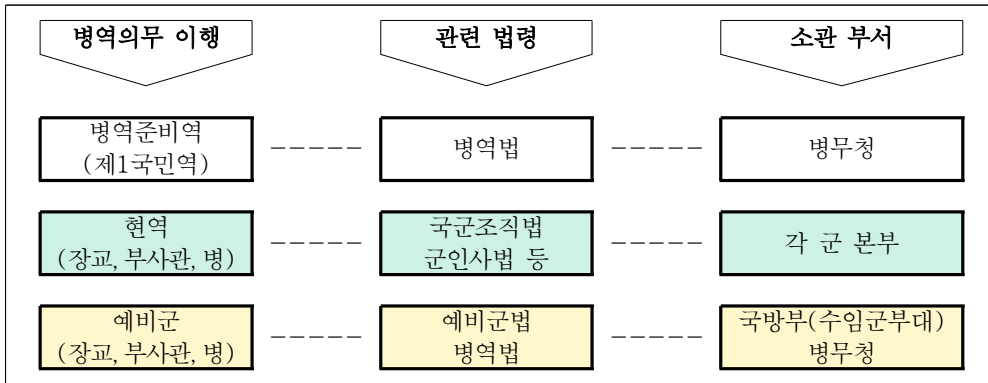 병역의무 이행 관련 법령 소관 부서
병역준비역
(제1국민역)
병역법
병무청
현역
(장교, 부사관, 병)
국군조직법
군인사법 등
각 군 본부
예비군
(장교, 부사관, 병)
예비군법
병역법
국방부(수임군부대)
병무청